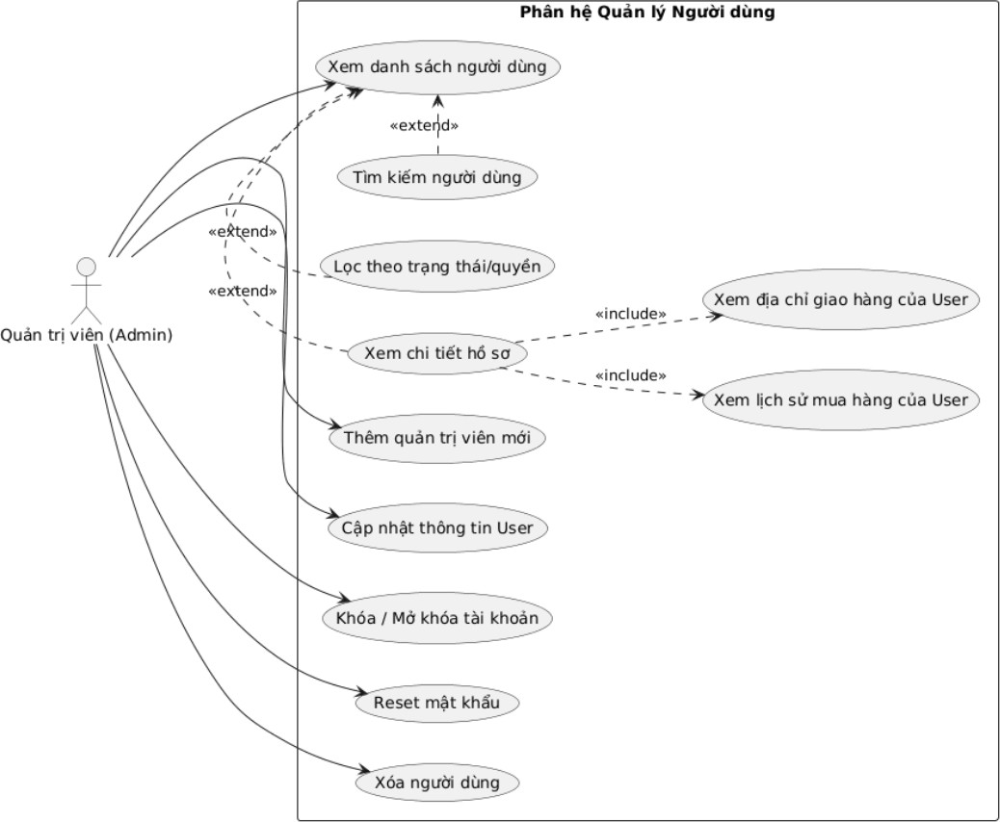 Phân hệ Quản lý Người dùng
Xem danh sách người dùng
«extend»
Tìm kiếm người dùng
«extend»
Lọc theo trạng thái/quyền
«extend»
Xem địa chỉ giao hàng của User
«include»
Quản trị viên (Admin)
Xem chi tiết hồ sơ
«include»
Xem lịch sử mua hàng của User
Thêm quản trị viên mới
Cập nhật thông tin User
Khóa / Mở khóa tài khoản
Reset mật khẩu
Xóa người dùng